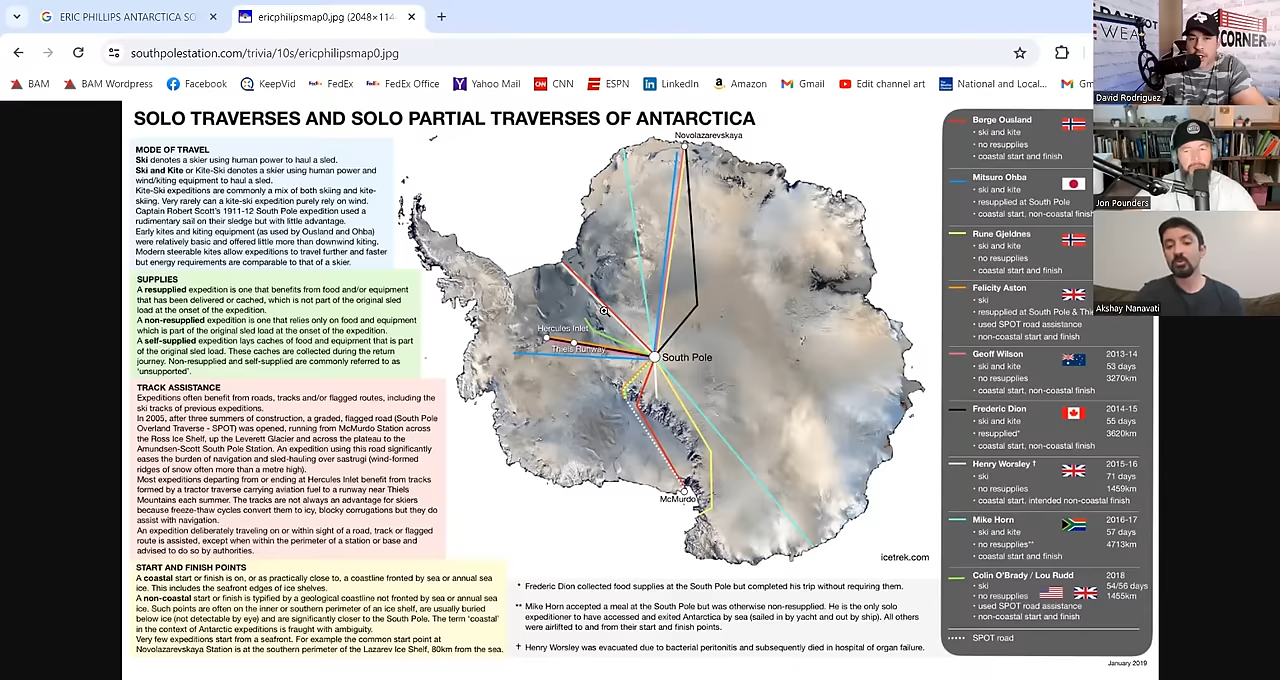 ERIC PHILLIPS ANTARCTICA SO
ericphilipsmap0.jpg (2048×114
southpolestation.com/trivia/10s/ericphilipsmap0.jpg
BAM
BAM Wordpress
Facebook
KeepVid
FedEx
FedEx Office
Yahoo Mail
CNN
ESPN
LinkedIn
Amazon
Gmail
Edit channel art
National and Local...
Gm
SOLO TRAVERSES AND SOLO PARTIAL TRAVERSES OF ANTARCTICA
MODE OF TRAVEL
Ski denotes a skier using human power to haul a sled.
Ski and Kite or Kite-Ski denotes a skier using human power and
wind/kiting equipment to haul a sled.
Kite-Ski expeditions are commonly a mix of both skiing and kite-
skiing. Very rarely can a kite-ski expedition purely rely on wind.
Captain Robert Scott's 1911-12 South Pole expedition used a
rudimentary sail on their sledge but with little advantage.
Early kites and kiting equipment (as used by Ousland and Ohba)
were relatively basic and offered little more than downwind kiting.
Modern steerable kites allow expeditions to travel further and faster
but energy requirements are comparable to that of a skier.
SUPPLIES
A resupplied expedition is one that benefits from food and/or equipment
that has been delivered or cached, which is not part of the original sled
load at the onset of the expedition.
A non-resupplied expedition is one that relies only on food and equipment
which is part of the original sled load at the onset of the expedition.
A self-supplied expedition lays caches of food and equipment that is part
of the original sled load. These caches are collected during the return
journey. Non-resupplied and self-supplied are commonly referred to as
'unsupported'.
TRACK ASSISTANCE
Expeditions often benefit from roads, tracks and/or flagged routes, including the
ski tracks of previous expeditions.
In 2005, after three summers of construction, a graded, flagged road (South Pole
Overland Traverse - SPOT) was opened, running from McMurdo Station across
the Ross Ice Shelf, up the Leverett Glacier and across the plateau to the
Amundsen-Scott South Pole Station. An expedition using this road significantly
eases the burden of navigation and sled-hauling over sastrugi (wind-formed
ridges of snow often more than a metre high).
Most expeditions departing from or ending at Hercules Inlet benefit from tracks
formed by a tractor traverse carrying aviation fuel to a runway near Thiels
Mountains each summer. The tracks are not always an advantage for skiers
because freeze-thaw cycles convert them to icy, blocky corrugations but they do
assist with navigation.
An expedition deliberately traveling on or within sight of a road, track or flagged
route is assisted, except when within the perimeter of a station or base and
advised to do so by authorities.
START AND FINISH POINTS
A coastal start or finish is on, or as practically close to, a coastline fronted by sea or annual sea
ice. This includes the seafront edges of ice shelves.
A non-coastal start or finish is typified by a geological coastline not fronted by sea or annual sea
ice. Such points are often on the inner or southern perimeter of an ice shelf, are usually buried
below ice (not detectable by eye) and are significantly closer to the South Pole. The term 'coastal'
in the context of Antarctic expeditions is fraught with ambiguity.
Very few expeditions start from a seafront. For example the common start point at
Novolazarevskaya Station is at the southern perimeter of the Lazarev Ice Shelf, 80km from the sea.
Novolazarevskaya
Hercules Inlet
Thiels Runway
South Pole
McMurdo
icetrek.com
* Frederic Dion collected food supplies at the South Pole but completed his trip without requiring them.
** Mike Horn accepted a meal at the South Pole but was otherwise non-resupplied. He is the only solo
expeditioner to have accessed and exited Antarctica by sea (sailed in by yacht and out by ship). All others
were airlifted to and from their start and finish points.
† Henry Worsley was evacuated due to bacterial peritonitis and subsequently died in hospital of organ failure.
Børge Ousland
• ski and kite
• no resupplies
• coastal start and finish
Mitsuro Ohba
• ski and kite
• resupplied at South Pole
• coastal start, non-coastal finish
Rune Gjeldnes
• ski and kite
• no resupplies
• coastal start and finish
Felicity Aston
• ski
• resupplied at South Pole & Thie
• used SPOT road assistance
• non-coastal start and finish
Geoff Wilson 2013-14
• ski and kite 53 days
• no resupplies 3270km
• coastal start, non-coastal finish
Frederic Dion 2014-15
• ski and kite 55 days
• resupplied* 3620km
• coastal start, non-coastal finish
Henry Worsley † 2015-16
• ski 71 days
• no resupplies 1459km
• coastal start, intended non-coastal finish
Mike Horn 2016-17
• ski and kite 57 days
• no resupplies** 4713km
• coastal start and finish
Colin O'Brady / Lou Rudd 2018
• ski 54/56 days
• no resupplies 1455km
• used SPOT road assistance
• non-coastal start and finish
SPOT road
January 2019
PATRIOT
WEA
CORNER
David Rodriguez
Jon Pounders
Akshay Nanavati